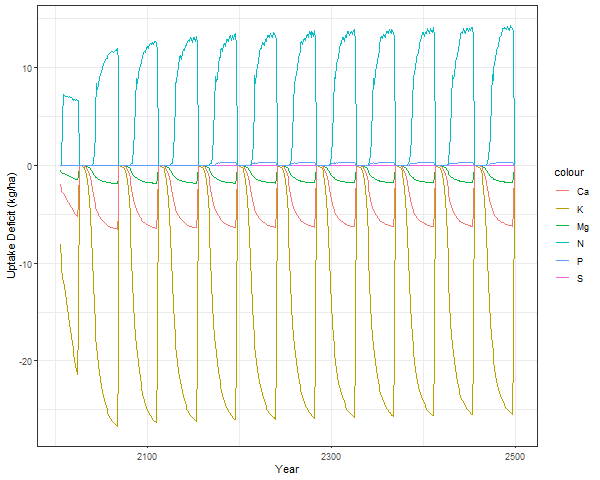 10
0
-10
-20
2100
2300
2500
Year
Uptake Deficit (kg/ha)
colour
Ca
K
Mg
N
P
S